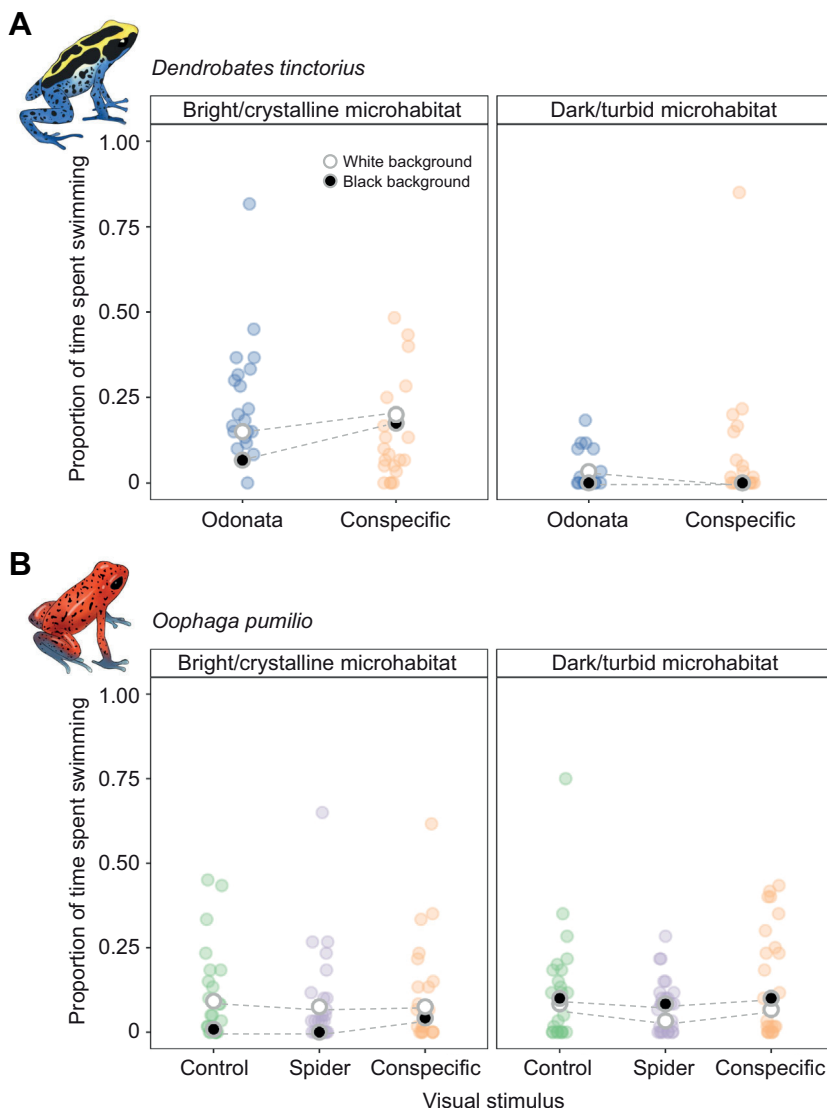 A
Dendrobates tinctorius
Bright/crystalline microhabitat
Dark/turbid microhabitat
Proportion of time spent swimming
1.00
0.75
0.50
0.25
0
White background
Black background
Odonata
Conspecific
Odonata
Conspecific
B
Oophaga pumilio
Bright/crystalline microhabitat
Dark/turbid microhabitat
Proportion of time spent swimming
1.00
0.75
0.50
0.25
0
Control
Spider
Conspecific
Control
Spider
Conspecific
Visual stimulus